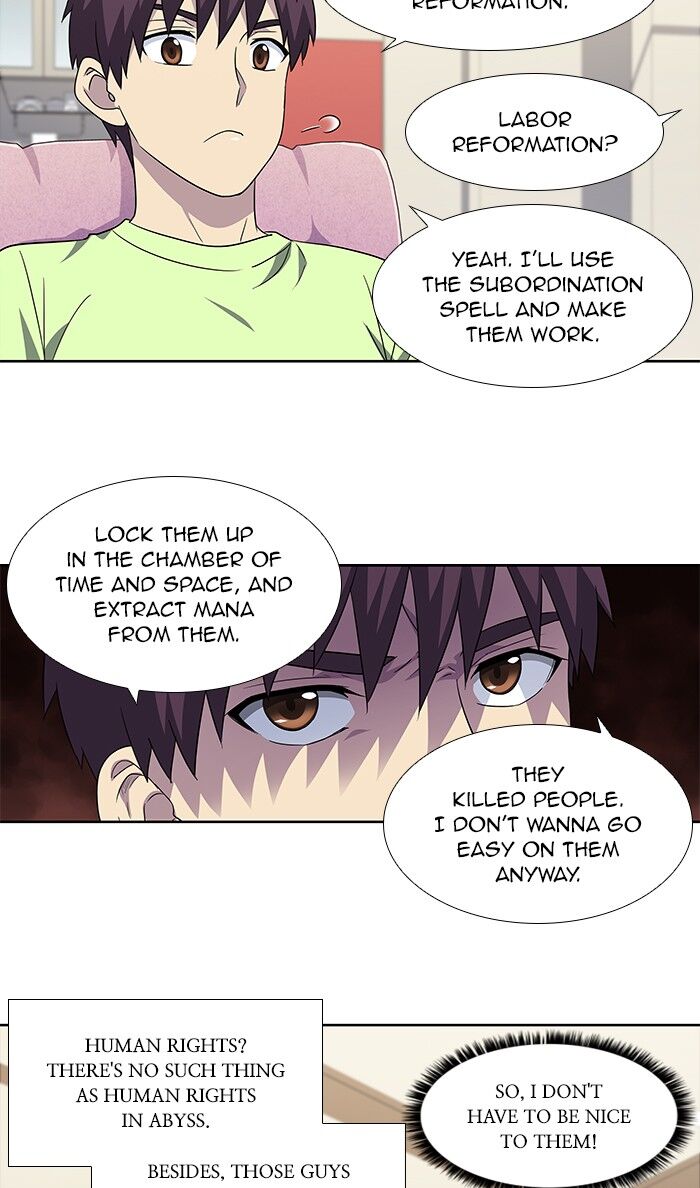 REFORMATION.
LABOR
REFORMATION?
YEAH. I'LL USE
THE SUBORDINATION
SPELL AND MAKE
THEM WORK.
LOCK THEM UP
IN THE CHAMBER OF
TIME AND SPACE, AND
EXTRACT MANA
FROM THEM.
THEY
KILLED PEOPLE.
I DON'T WANNA GO
EASY ON THEM
ANYWAY.
HUMAN RIGHTS?
THERE'S NO SUCH THING
AS HUMAN RIGHTS
IN ABYSS.
BESIDES, THOSE GUYS
SO, I DON'T
HAVE TO BE NICE
TO THEM!